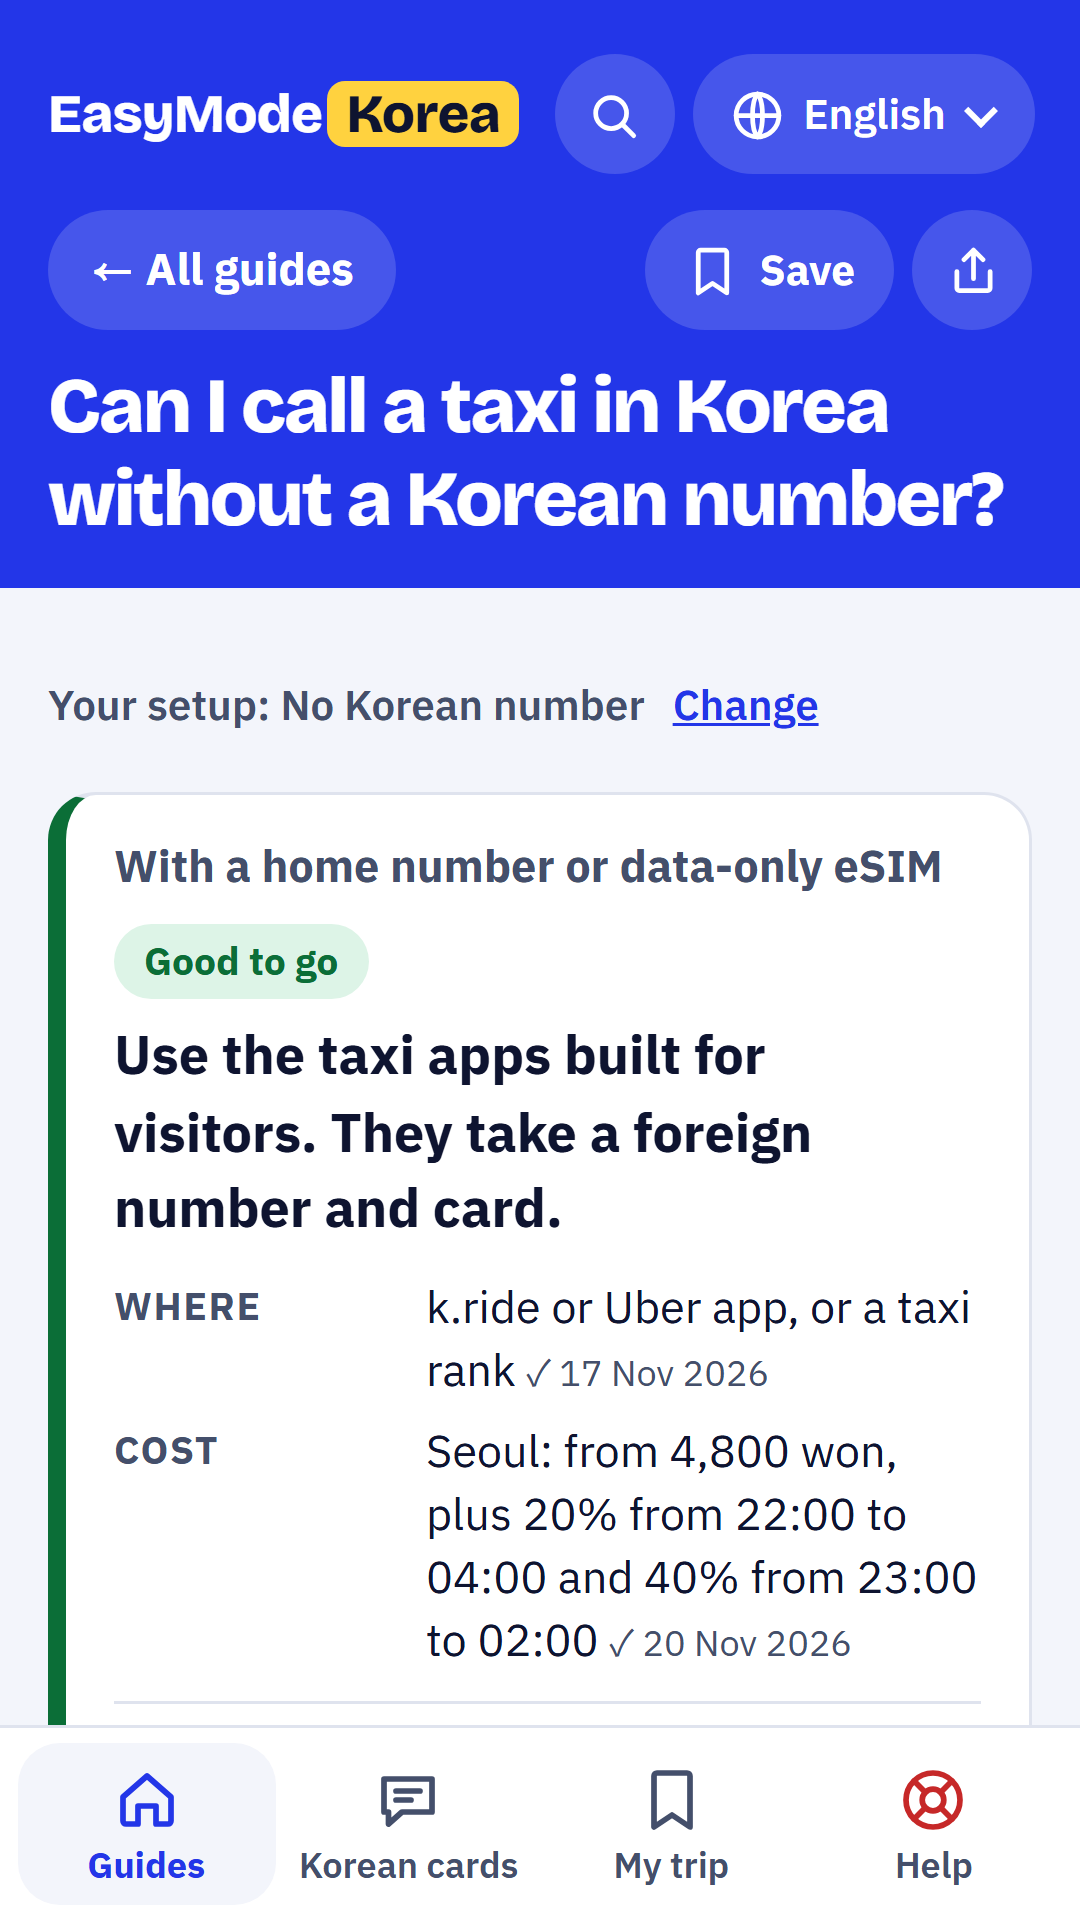 EasyMode Korea
English
← All guides
Save
Can I call a taxi in Korea
without a Korean number?
Your setup: No Korean number Change
With a home number or data-only eSIM
Good to go
Use the taxi apps built for
visitors. They take a foreign
number and card.
WHERE
k.ride or Uber app, or a taxi
rank ✓ 17 Nov 2026
COST
Seoul: from 4,800 won,
plus 20% from 22:00 to
04:00 and 40% from 23:00
to 02:00 ✓ 20 Nov 2026
Guides
Korean cards
My trip
Help